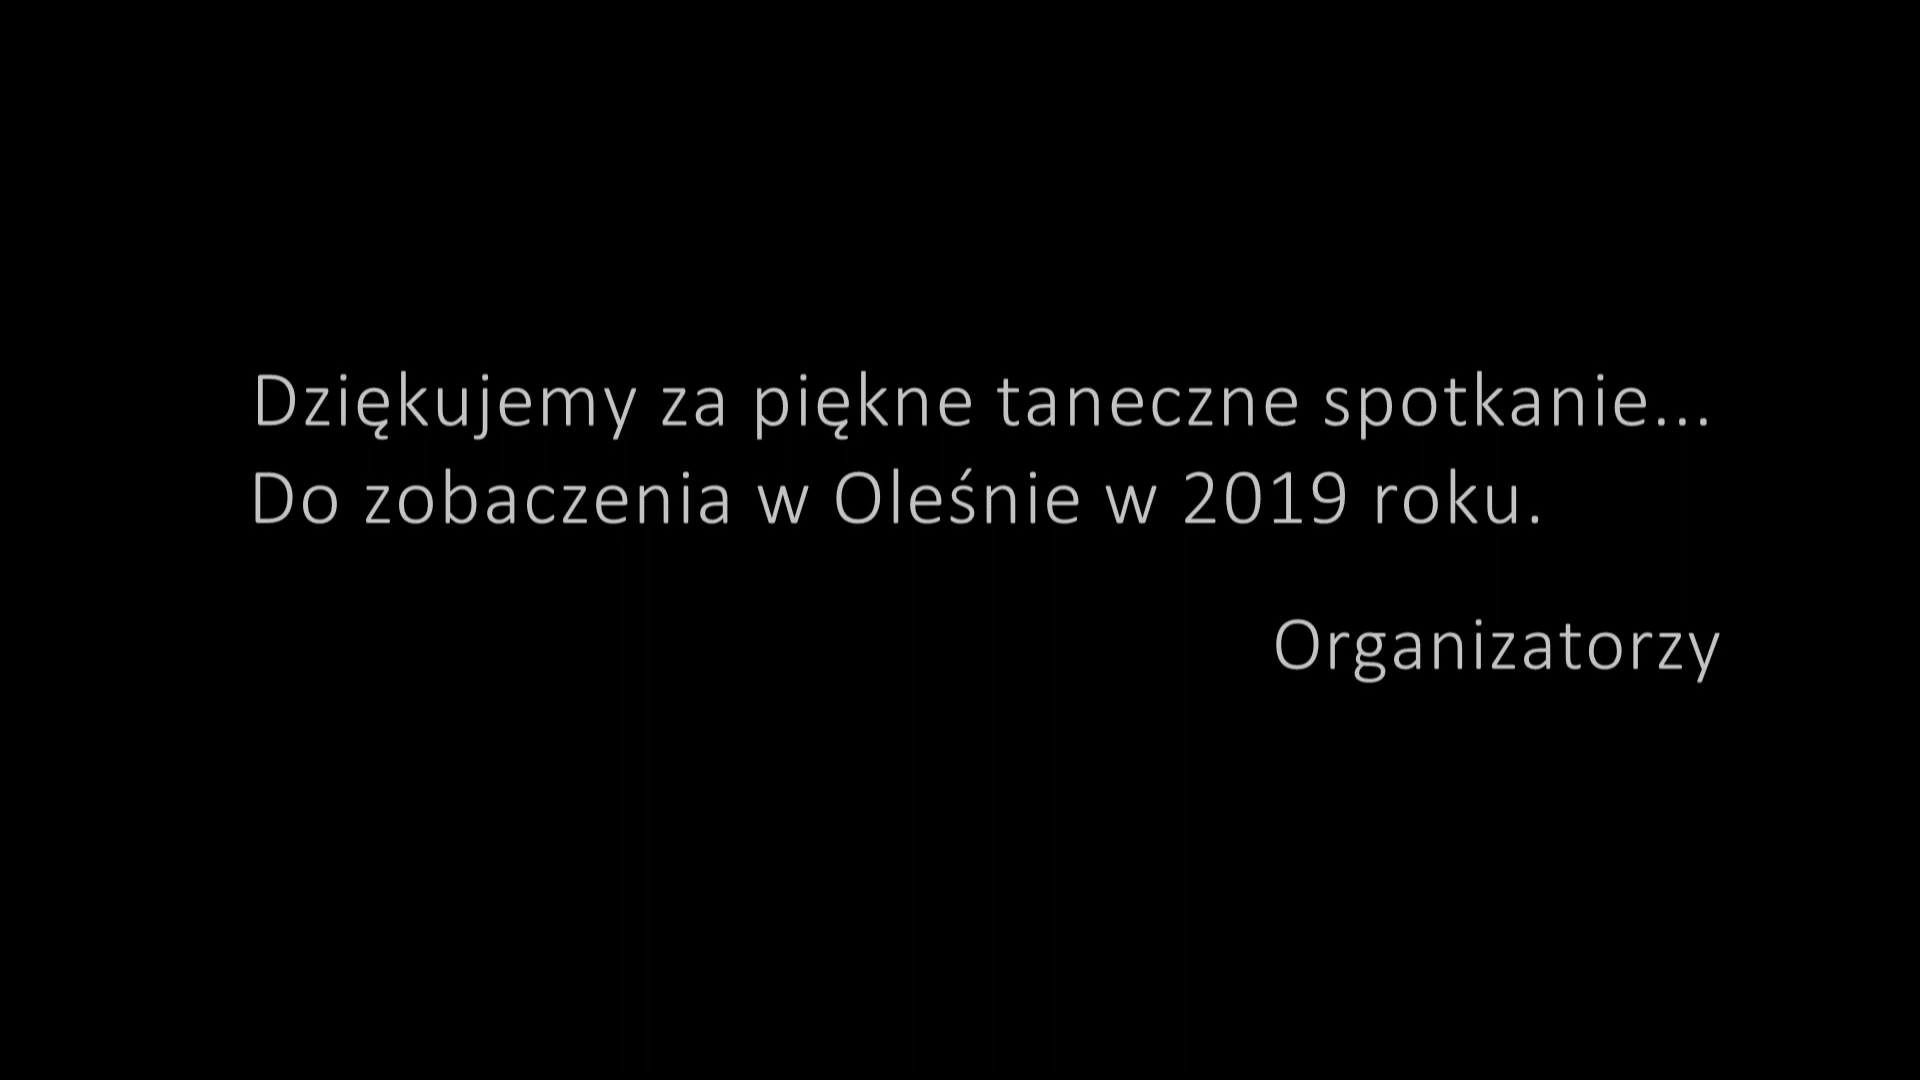 Dziękujemy za piękne taneczne spotkanie...
Do zobaczenia w Oleśnie w 2019 roku.
Organizatorzy